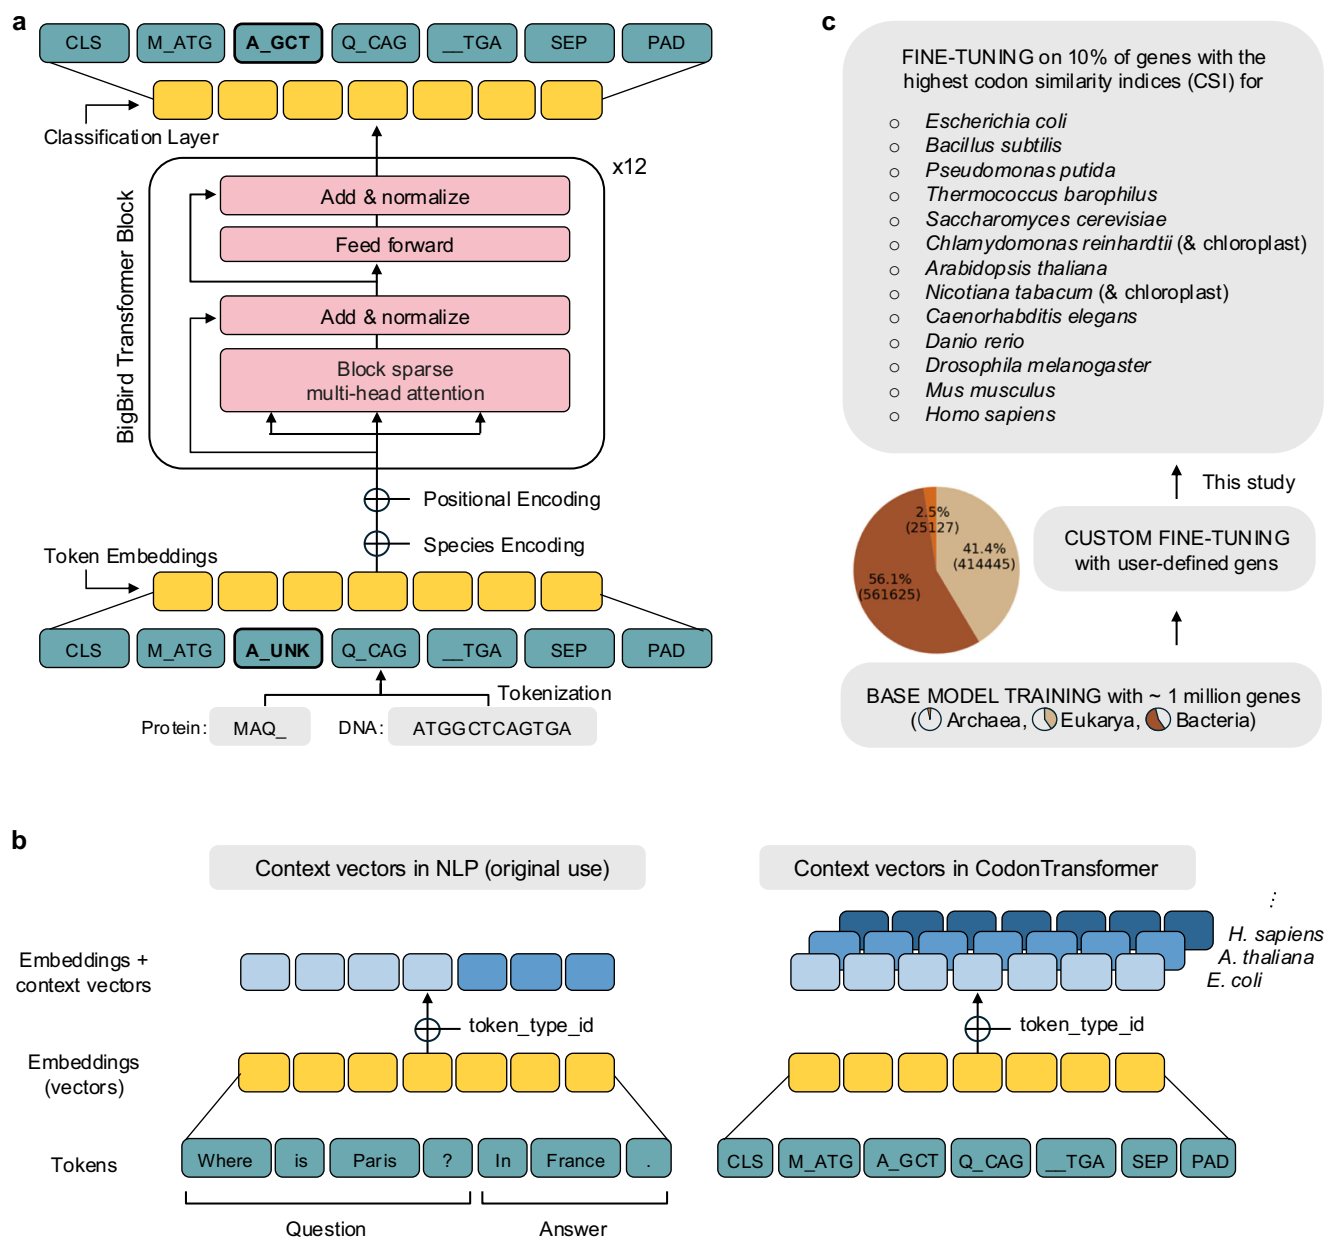 a
CLS M_ATG A_GCT Q_CAG __TGA SEP PAD
Classification Layer
BigBird Transformer Block
x12
Add & normalize
Feed forward
Add & normalize
Block sparse
multi-head attention
Positional Encoding
Species Encoding
Token Embeddings
CLS M_ATG A_UNK Q_CAG __TGA SEP PAD
Tokenization
Protein: MAQ_ DNA: ATGGCTCAGTGA
c
FINE-TUNING on 10% of genes with the
highest codon similarity indices (CSI) for
o Escherichia coli
o Bacillus subtilis
o Pseudomonas putida
o Thermococcus barophilus
o Saccharomyces cerevisiae
o Chlamydomonas reinhardtii (& chloroplast)
o Arabidopsis thaliana
o Nicotiana tabacum (& chloroplast)
o Caenorhabditis elegans
o Danio rerio
o Drosophila melanogaster
o Mus musculus
o Homo sapiens
This study
2.5%
(25127)
41.4%
(414445)
56.1%
(561625)
CUSTOM FINE-TUNING
with user-defined gens
BASE MODEL TRAINING with ~ 1 million genes
( Archaea, Eukarya, Bacteria)
b
Context vectors in NLP (original use)
Embeddings +
context vectors
token_type_id
Embeddings
(vectors)
Tokens
Where is Paris ? In France .
Question Answer
Context vectors in CodonTransformer
⋮
H. sapiens
A. thaliana
E. coli
token_type_id
CLS M_ATG A_GCT Q_CAG __TGA SEP PAD